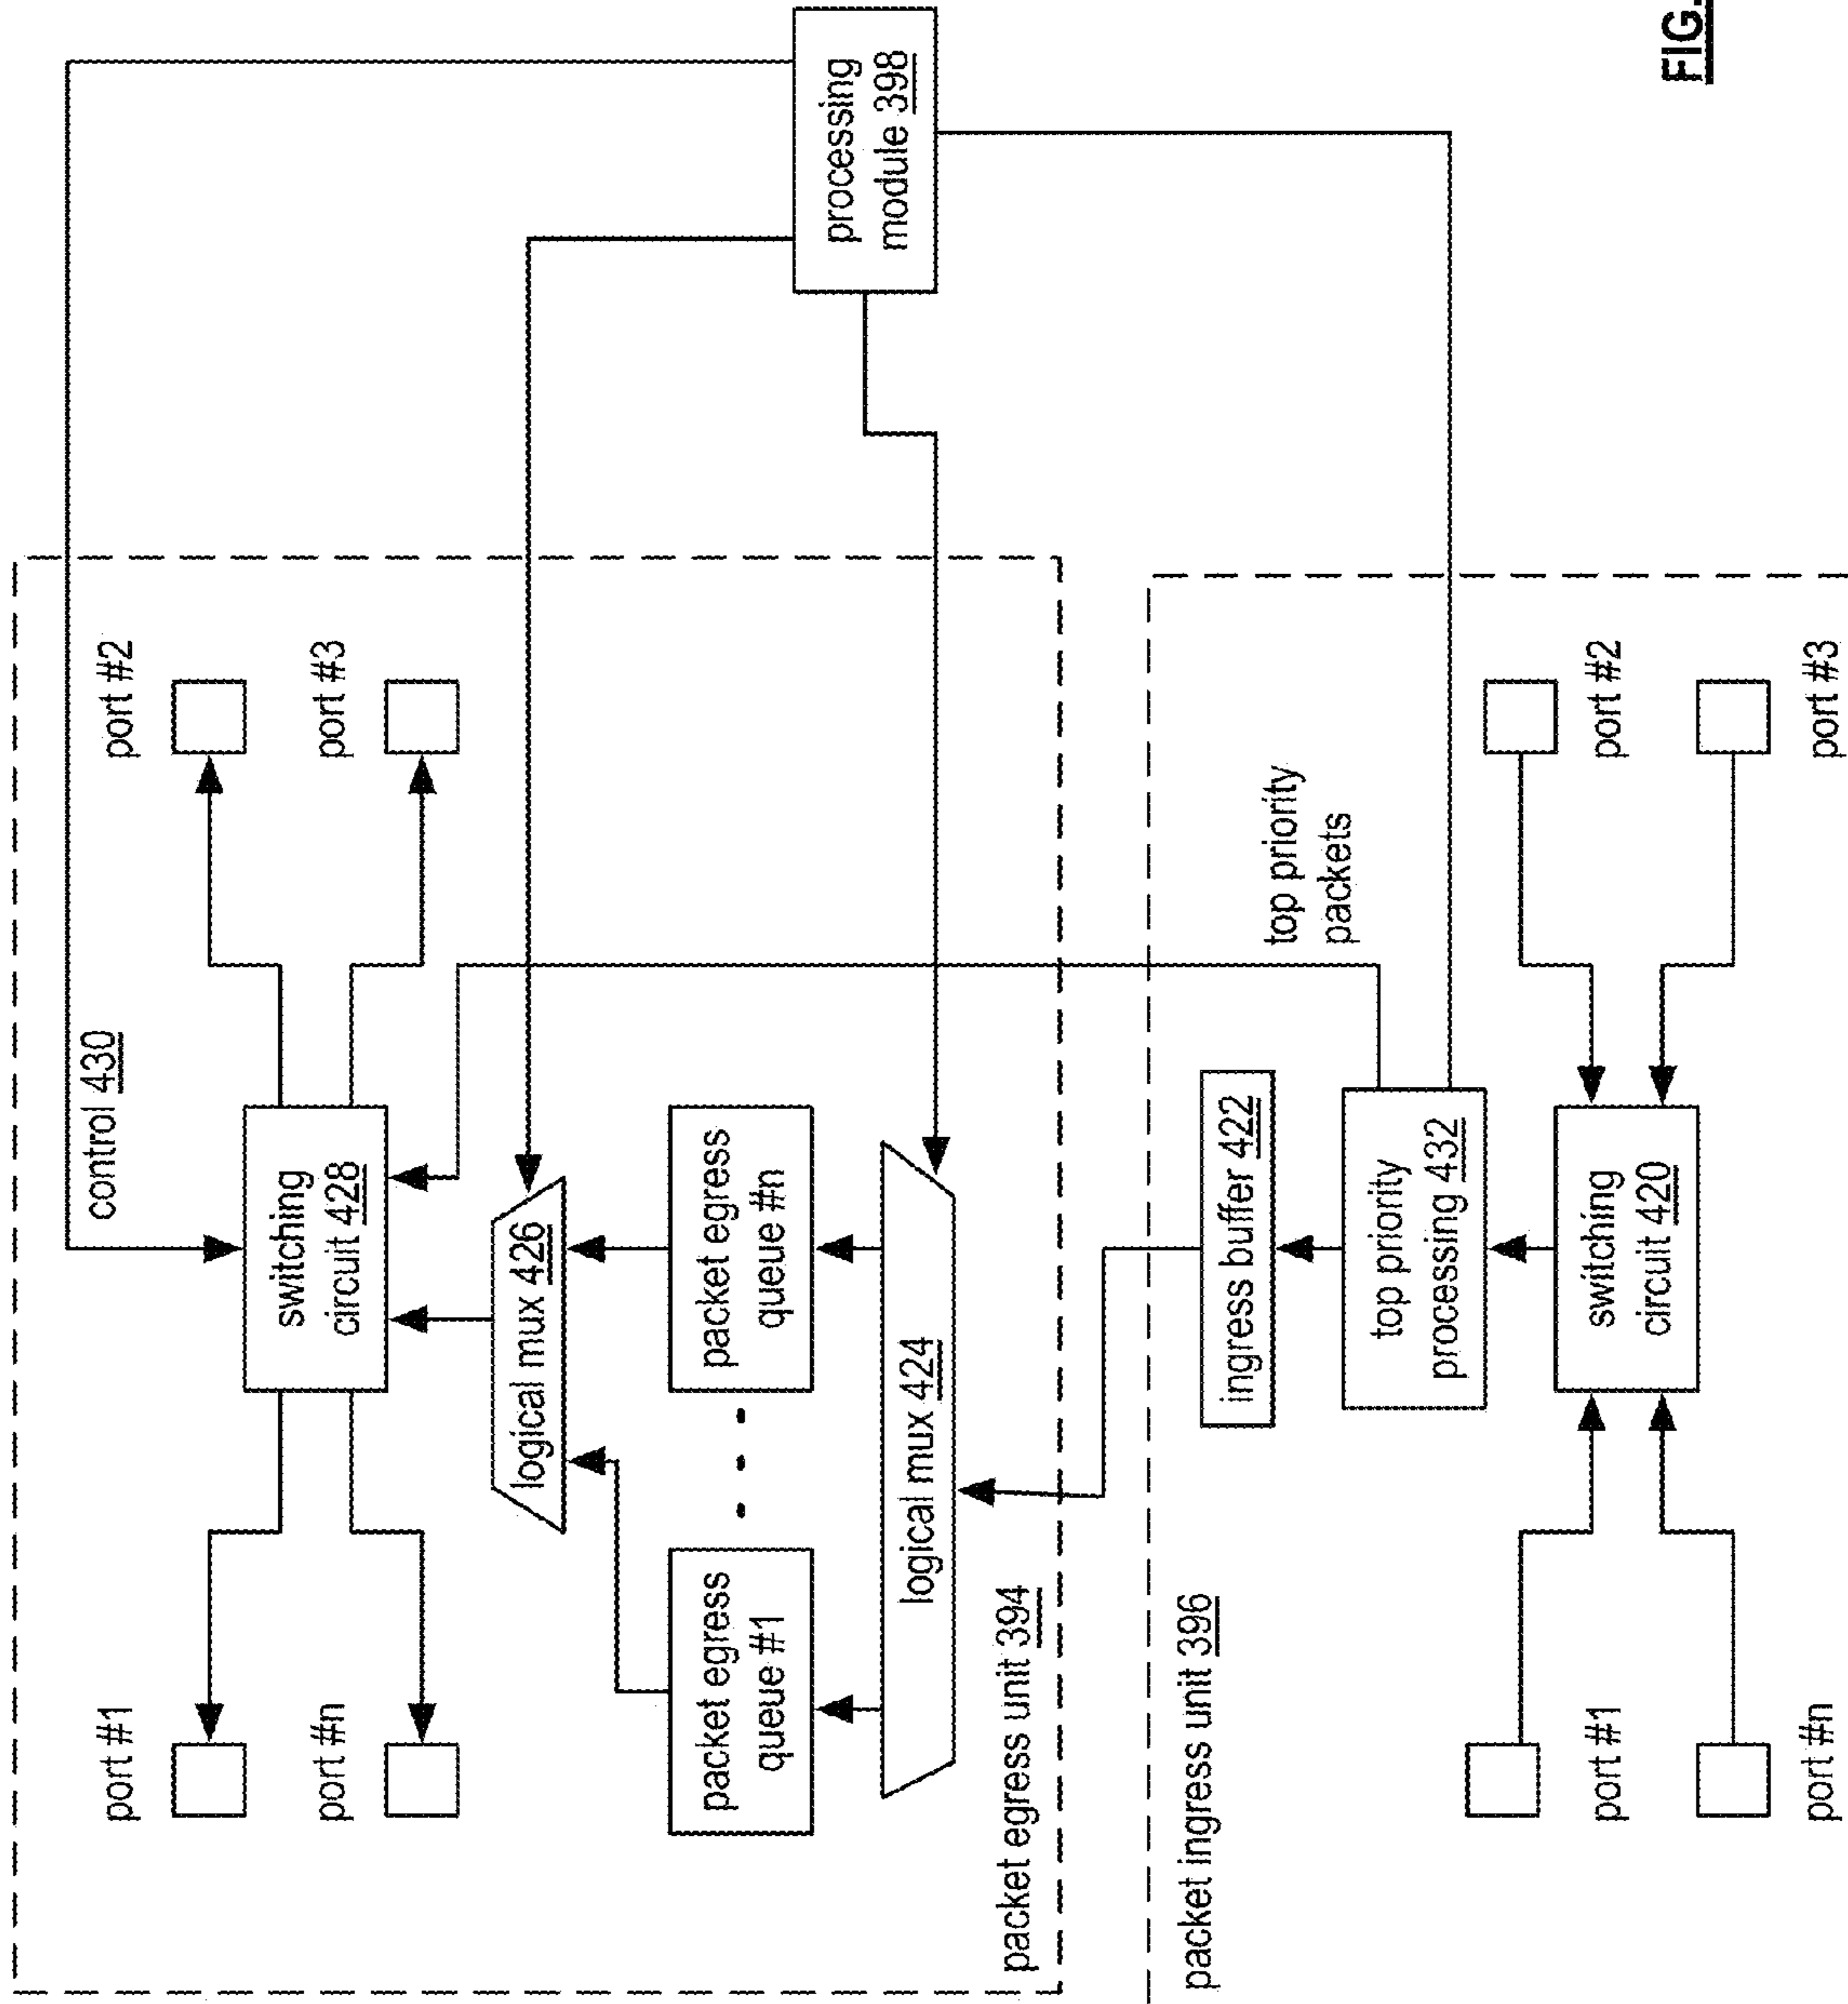 packet egress unit 394
port #1
port #n
port #2
port #3
control 430
switching
circuit 428
logical mux 426
packet egress
queue #1
packet egress
queue #n
logical mux 424
processing
module 398
packet ingress unit 396
ingress buffer 422
top priority
packets
top priority
processing 432
switching
circuit 420
port #1
port #n
port #2
port #3
FIG.